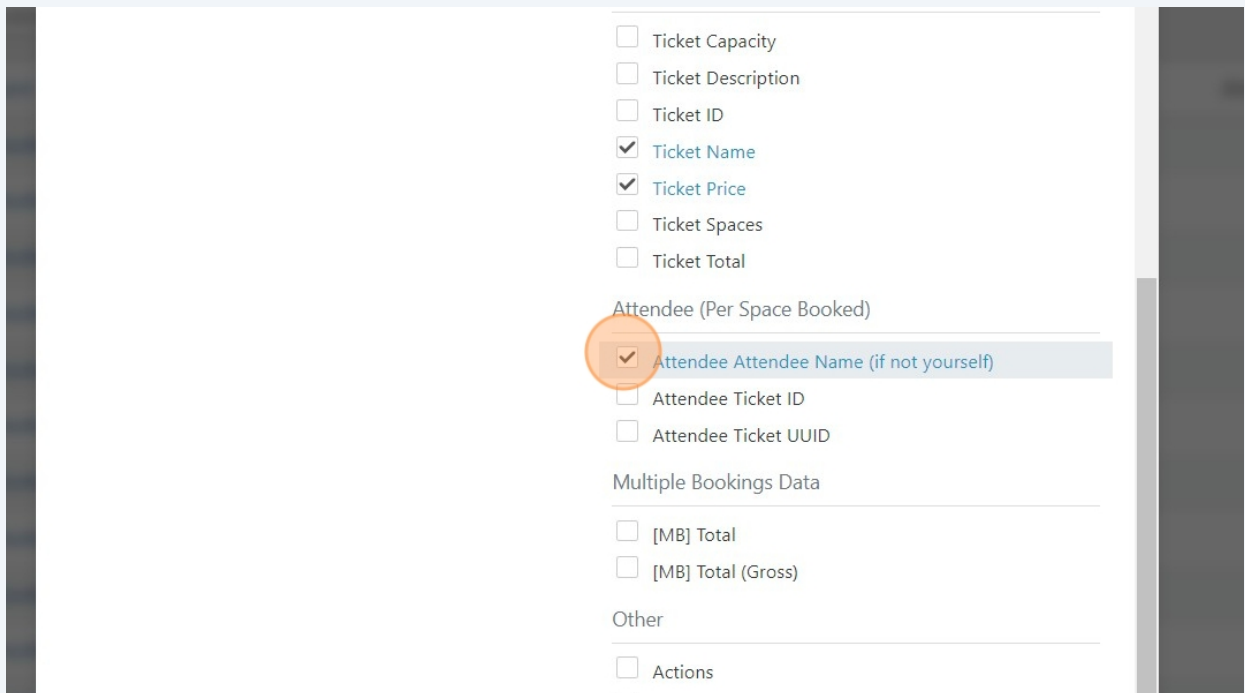 Ticket Capacity
Ticket Description
Ticket ID
Ticket Name
Ticket Price
Ticket Spaces
Ticket Total
Attendee (Per Space Booked)
Attendee Attendee Name (if not yourself)
Attendee Ticket ID
Attendee Ticket UUID
Multiple Bookings Data
[MB] Total
[MB] Total (Gross)
Other
Actions